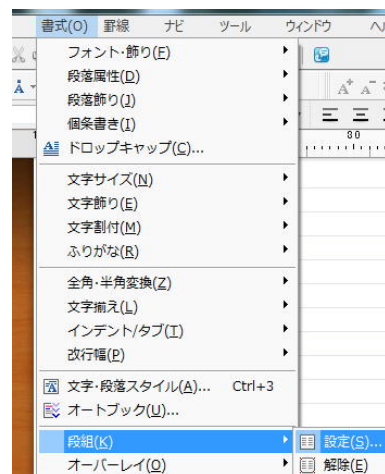 書式(O) 罫線 ナビ ツール ウィンドウ
フォント・飾り(F)
段落属性(D)
段落飾り(J)
個条書き(I)
ドロップキャップ(C)...
文字サイズ(N)
文字飾り(E)
文字割付(M)
ふりがな(R)
全角・半角変換(Z)
文字揃え(L)
インデント/タブ(T)
改行幅(P)
文字・段落スタイル(A)... Ctrl+3
オートブック(U)...
段組(K)
設定(S)...
オーバーレイ(O)
解除(E)
80